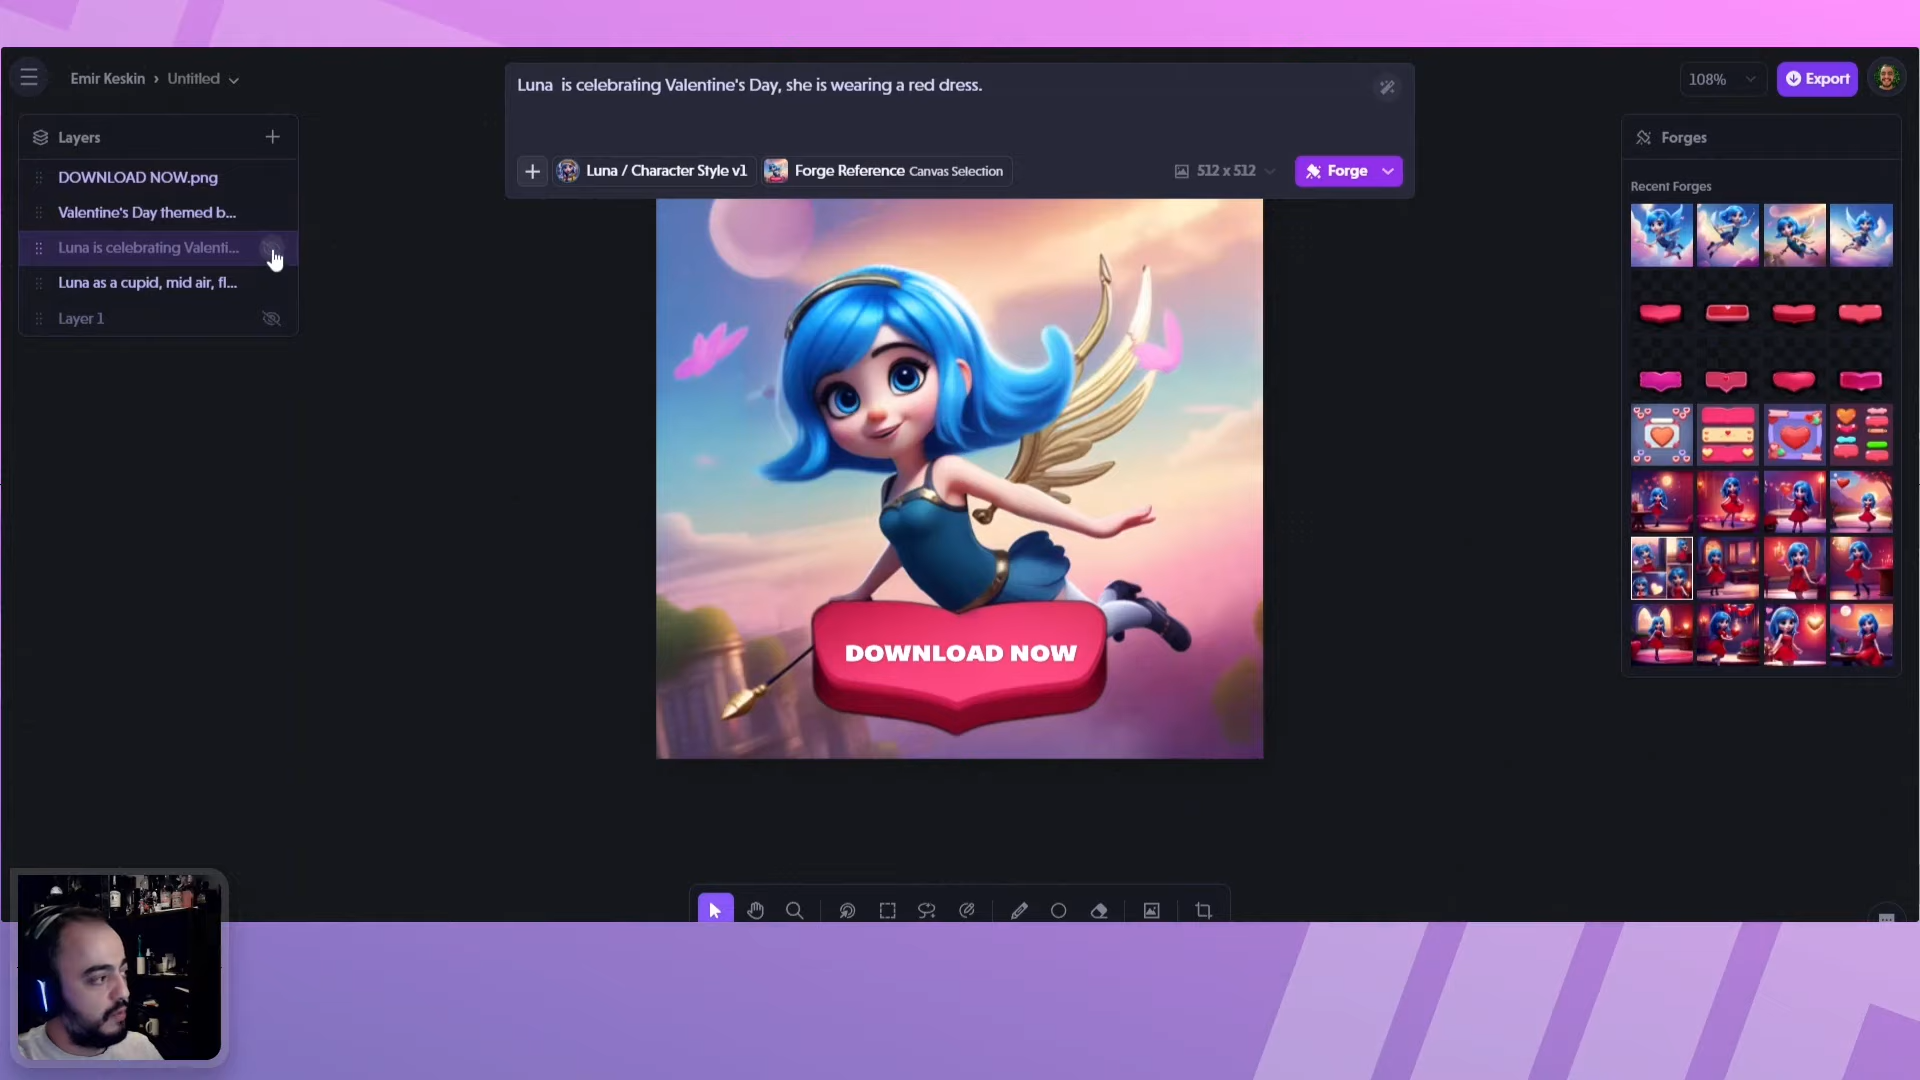 Emir Keskin › Untitled
Luna  is celebrating Valentine's Day, she is wearing a red dress.
108%
Export
Layers
DOWNLOAD NOW.png
Valentine's Day themed b...
Luna is celebrating Valenti...
Luna as a cupid, mid air, fl...
Layer 1
Luna / Character Style v1
Forge Reference Canvas Selection
512 x 512
Forge
Forges
Recent Forges
DOWNLOAD NOW